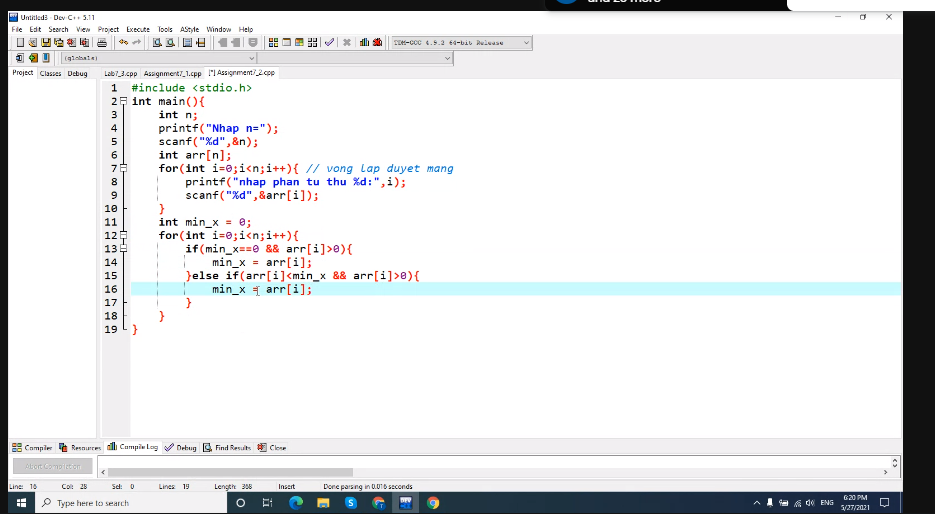 and 20 more
Untitled3 - Dev-C++ 5.11
File Edit Search View Project Execute Tools AStyle Window Help
TDM-GCC 4.9.2 64-bit Release
(globals)
Project Classes Debug
Lab7_3.cpp Assignment7_1.cpp [*] Assignment7_2.cpp
1 #include <stdio.h>
2 int main(){
3 int n;
4 printf("Nhap n=");
5 scanf("%d",&n);
6 int arr[n];
7 for(int i=0;i<n;i++){ // vong lap duyet mang
8 printf("nhap phan tu thu %d:",i);
9 scanf("%d",&arr[i]);
10 }
11 int min_x = 0;
12 for(int i=0;i<n;i++){
13 if(min_x==0 && arr[i]>0){
14 min_x = arr[i];
15 }else if(arr[i]<min_x && arr[i]>0){
16 min_x = arr[i];
17 }
18 }
19 }
Compiler Resources Compile Log Debug Find Results Close
Abort Compilation
Line: 16 Col: 28 Sel: 0 Lines: 19 Length: 368 Insert Done parsing in 0.016 seconds
Type here to search
ENG
6:20 PM
5/27/2021